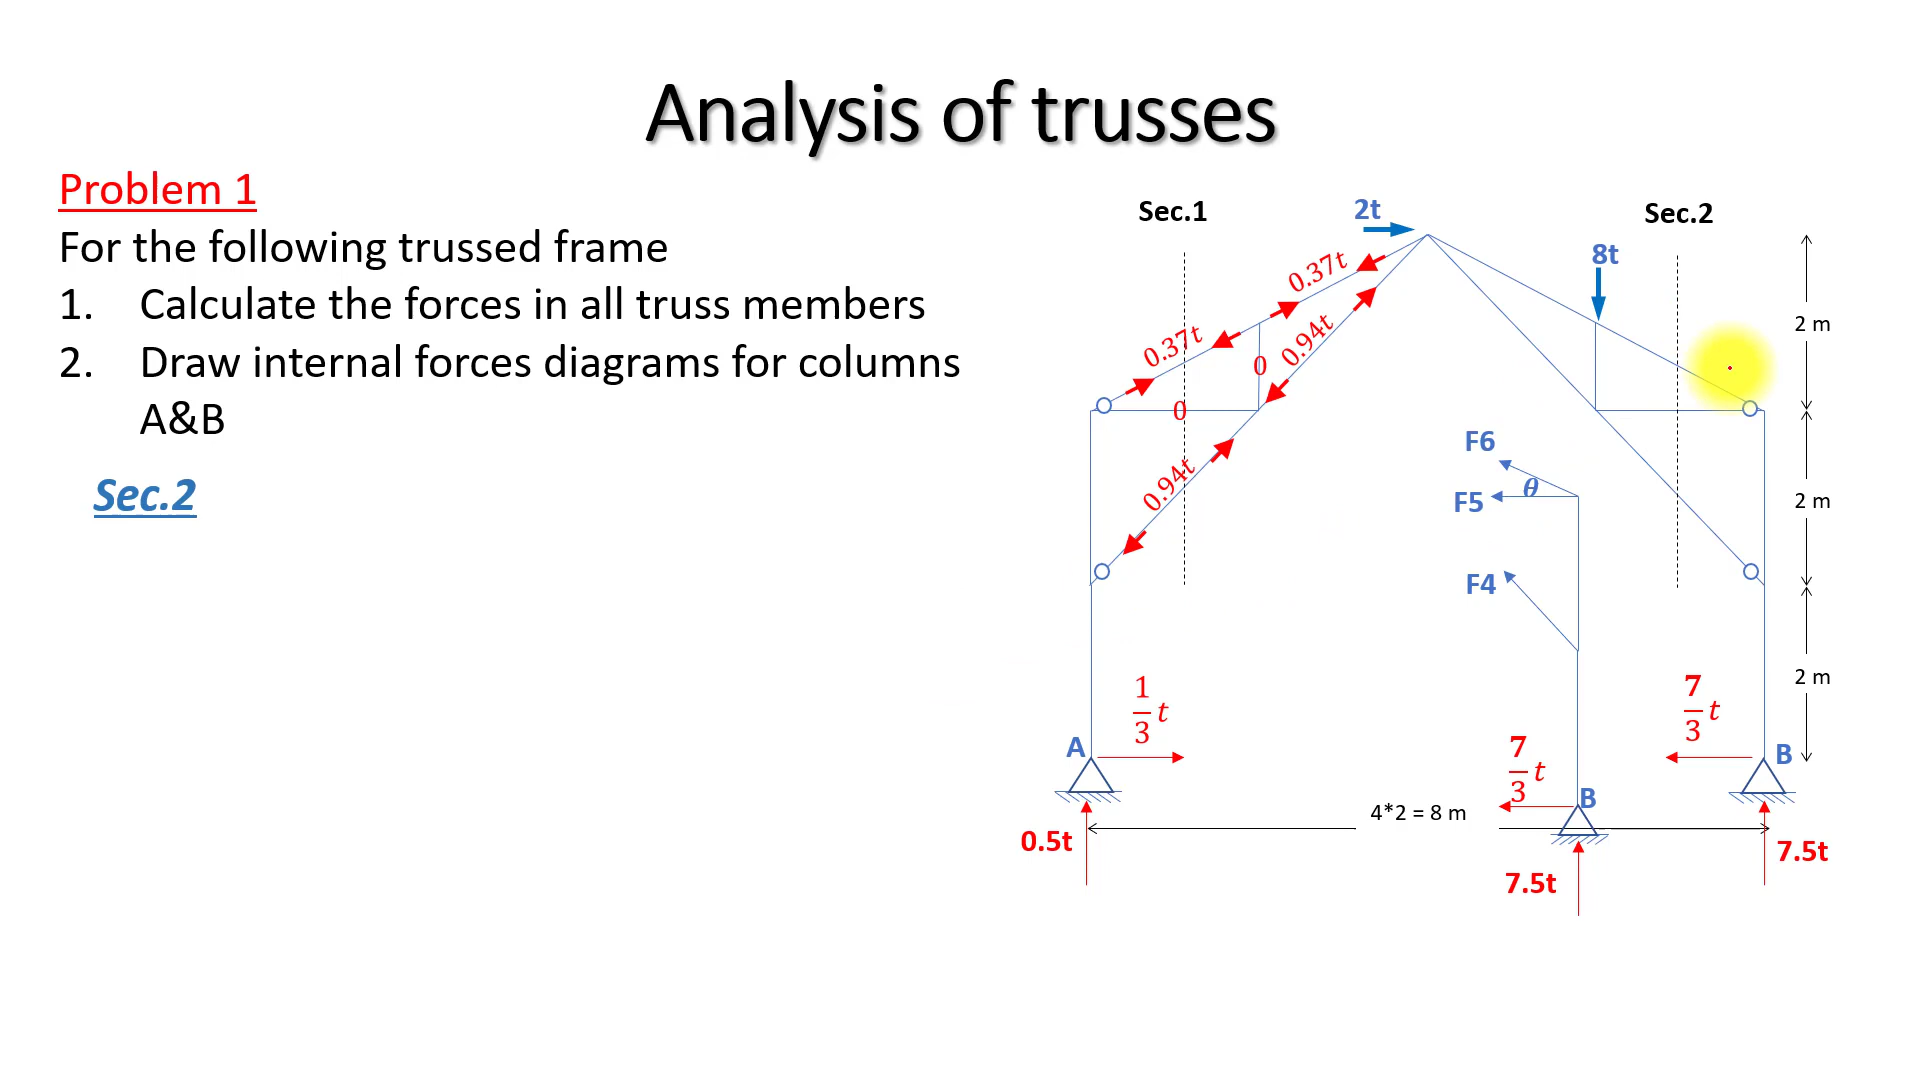 Analysis of trusses
Problem 1
For the following trussed frame
1. Calculate the forces in all truss members
2. Draw internal forces diagrams for columns
A&B
Sec.2
Sec.1
2t
Sec.2
8t
0.37t
0.37t
0.94t
0
0
0.94t
2 m
2 m
2 m
F6
θ
F5
F4
1/3 t
7/3 t
7/3 t
A
B
B
4*2 = 8 m
0.5t
7.5t
7.5t